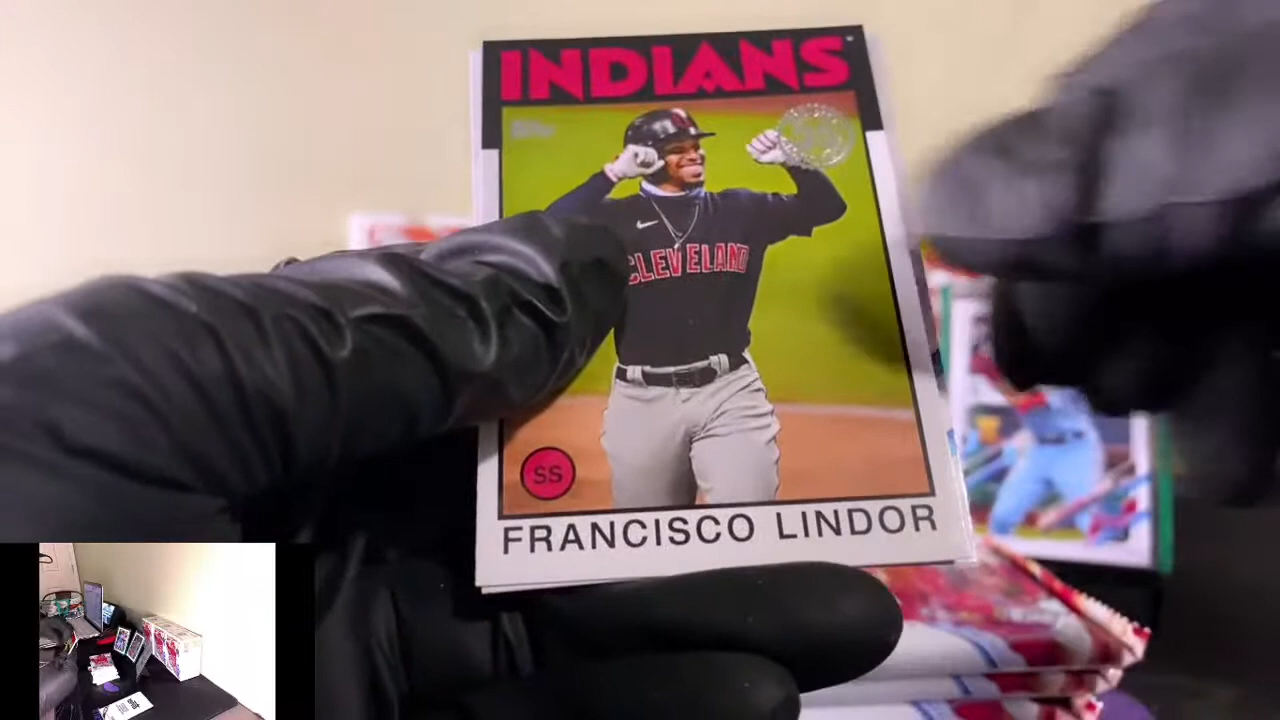 INDIANS
Topps
CLEVELAND
SS
FRANCISCO LINDOR